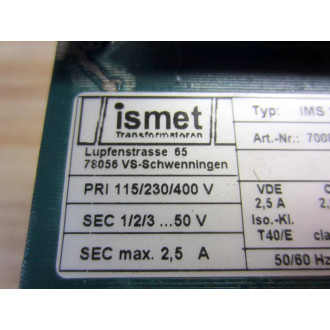 ismet
Transformatoren
Lupfenstrasse 65
78056 VS-Schwenningen
PRI 115/230/400 V
SEC 1/2/3 ...50 V
SEC max. 2,5 A
Typ: IMS
Art.-Nr.: 700
VDE
2,5 A
Iso.-Kl.
T40/E
50/60 Hz